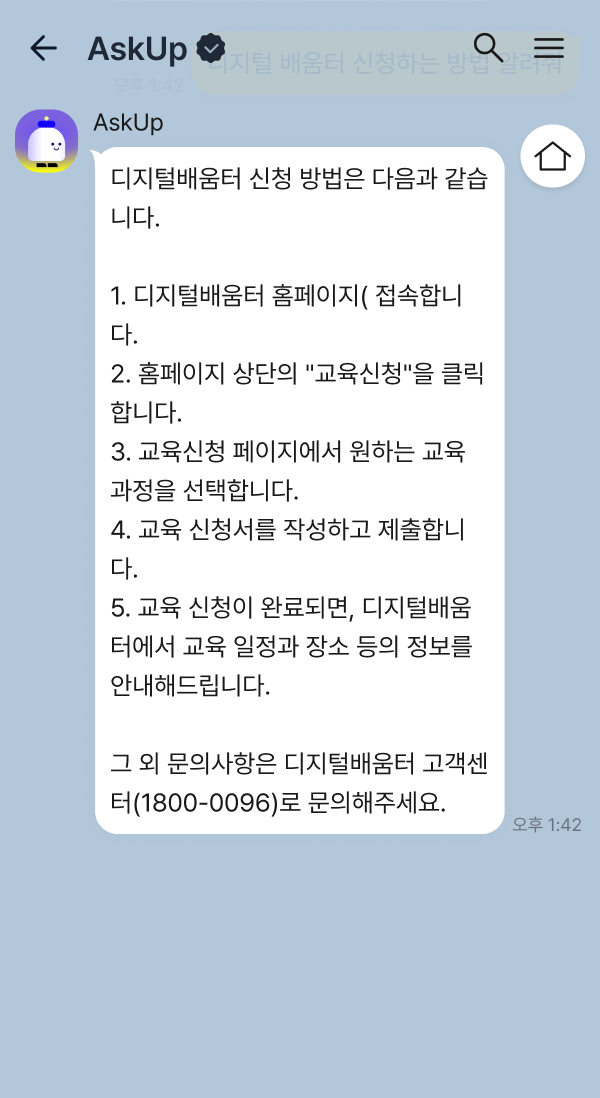 AskUp
디지털 배움터 신청하는 방법 알려줘
오후 1:42
AskUp
디지털배움터 신청 방법은 다음과 같습
니다.
1. 디지털배움터 홈페이지( 접속합니
다.
2. 홈페이지 상단의 "교육신청"을 클릭
합니다.
3. 교육신청 페이지에서 원하는 교육
과정을 선택합니다.
4. 교육 신청서를 작성하고 제출합니
다.
5. 교육 신청이 완료되면, 디지털배움
터에서 교육 일정과 장소 등의 정보를
안내해드립니다.
그 외 문의사항은 디지털배움터 고객센
터(1800-0096)로 문의해주세요.
오후 1:42